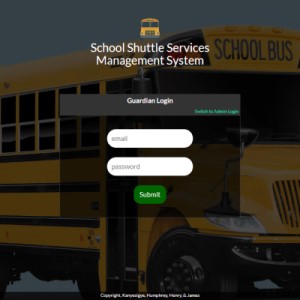 School Shuttle Services
Management System
SCHOOL BUS
Guardian Login
Switch to Admin Login
email
password
Submit
Copyright, Kanyesigye, Humphrey, Henry, & James